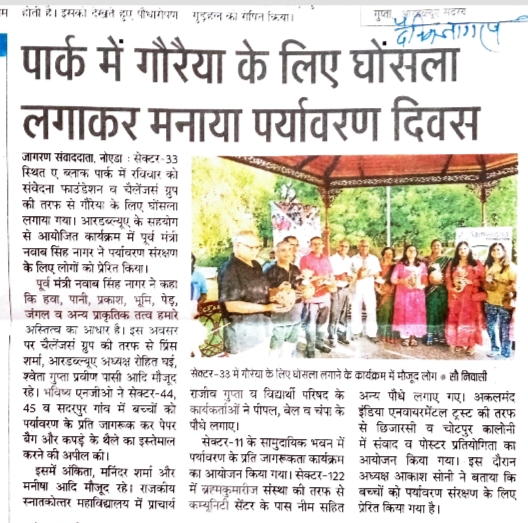 होती है। इसको देखते हुए पौधारोपण
गुड़हल का रोपण किया।
गुप्ता
दैनिक जागरण
पार्क में गौरैया के लिए घोंसला
लगाकर मनाया पर्यावरण दिवस
जागरण संवाददाता, नोएडा : सेक्टर-33
स्थित ए ब्लाक पार्क में रविवार को
संवेदना फाउंडेशन व चैलेंजर्स ग्रुप
की तरफ से गौरैया के लिए घोंसला
लगाया गया। आरडब्ल्यूए के सहयोग
से आयोजित कार्यक्रम में पूर्व मंत्री
नवाब सिंह नागर ने पर्यावरण संरक्षण
के लिए लोगों को प्रेरित किया।
पूर्व मंत्री नवाब सिंह नागर ने कहा
कि हवा, पानी, प्रकाश, भूमि, पेड़,
जंगल व अन्य प्राकृतिक तत्व हमारे
अस्तित्व का आधार है। इस अवसर
पर चैलेंजर्स ग्रुप की तरफ से प्रिंस
शर्मा, आरडब्ल्यूए अध्यक्ष रोहित घई,
श्वेता गुप्ता प्रवीण पासी आदि मौजूद
रहे। भविष्य एनजीओ ने सेक्टर-44,
45 व सदरपुर गांव में बच्चों को
पर्यावरण के प्रति जागरूक कर पेपर
बैग और कपड़े के थैले का इस्तेमाल
करने की अपील की।
इसमें अंकिता, मनिंदर शर्मा और
मनीषा आदि मौजूद रहे। राजकीय
स्नातकोत्तर महाविद्यालय में प्राचार्य
सेक्टर-33 में गौरैया के लिए घोंसला लगाने के कार्यक्रम में मौजूद लोग ● सौ निवासी
राजीव गुप्ता व विद्यार्थी परिषद के
कार्यकर्ताओं ने पीपल, बेल व चंपा के
पौधे लगाए।
सेक्टर-11 के सामुदायिक भवन में
पर्यावरण के प्रति जागरूकता कार्यक्रम
का आयोजन किया गया। सेक्टर-122
में ब्रह्मकुमारीज संस्था की तरफ से
कम्युनिटी सेंटर के पास नीम सहित
अन्य पौधे लगाए गए। अकलमंद
इंडिया एनवायरमेंटल ट्रस्ट की तरफ
से छिजारसी व चोटपुर कालोनी
में संवाद व पोस्टर प्रतियोगिता का
आयोजन किया गया। इस दौरान
अध्यक्ष आकाश सोनी ने बताया कि
बच्चों को पर्यावरण संरक्षण के लिए
प्रेरित किया गया है।